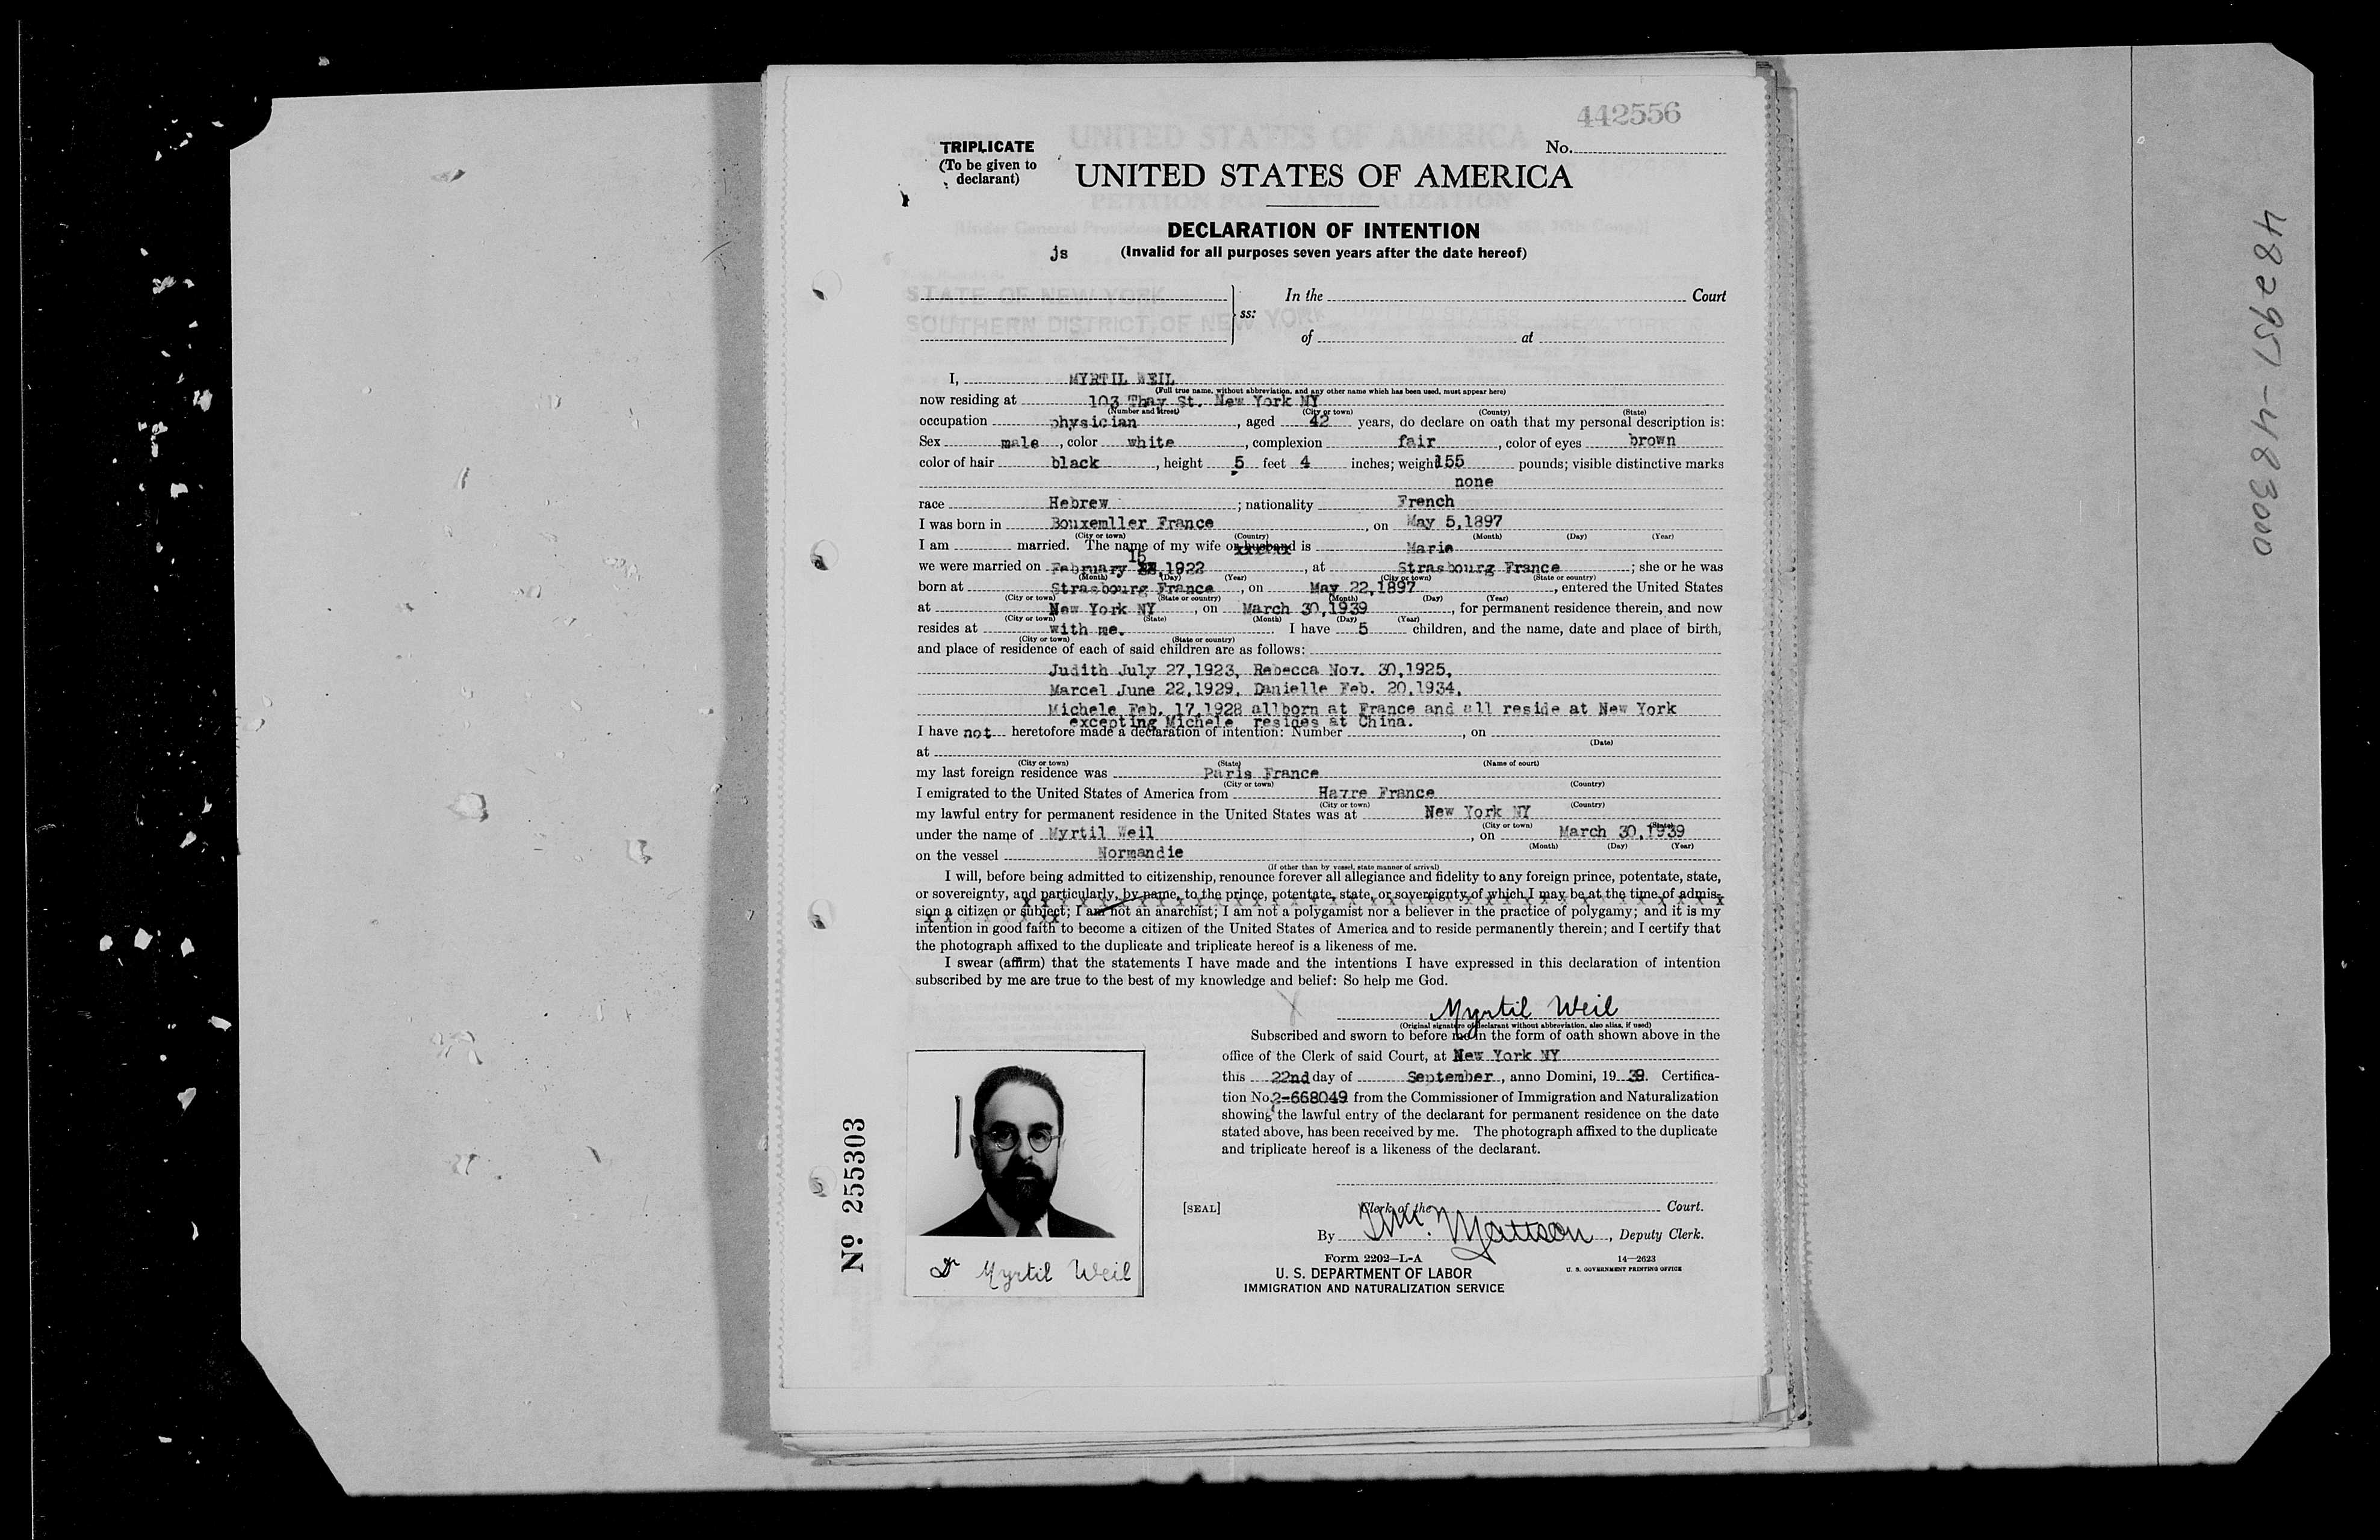 442556
TRIPLICATE
(To be given to
declarant)
No.
UNITED STATES OF AMERICA
DECLARATION OF INTENTION
js
(Invalid for all purposes seven years after the date hereof)
STATE OF NEW YORK
In the Court
SOUTHERN DISTRICT OF NEW YORK
ss:
of at
I, MYRTIL WEIL
(Full true name, without abbreviation, and any other name which has been used, must appear here)
now residing at 103 Thay St. New York NY
(Number and Street) (City or town) (County) (State)
occupation physician, aged 42 years, do declare on oath that my personal description is:
Sex male, color white, complexion fair, color of eyes brown
color of hair black, height 5 feet 4 inches; weight 155 pounds; visible distinctive marks
none
race Hebrew; nationality French
I was born in Bouxemller France, on May 5,1897
(City or town) (Country) (Month) (Day) (Year)
I am married. The name of my wife or husband is Marie
15
we were married on February 1922, at Strasbourg France; she or he was
(Month) (Day) (Year) (City or town) (State or country)
born at Strasbourg France, on May 22,1897, entered the United States
(City or town) (State or country) (Month) (Day) (Year)
at New York NY, on March 30,1939, for permanent residence therein, and now
(City or town) (State) (Month) (Day) (Year)
resides at with me. I have 5 children, and the name, date and place of birth,
(City or town) (State or country)
and place of residence of each of said children are as follows:
Judith July 27,1923, Rebecca Nov. 30,1925,
Marcel June 22,1929, Danielle Feb. 20,1934,
Michele Feb. 17,1928 allborn at France and all reside at New York
excepting Michele resides at China.
I have not heretofore made a declaration of intention: Number , on
(Date)
at
(City or town) (State) (Name of court)
my last foreign residence was Paris France
(City or town) (Country)
I emigrated to the United States of America from Havre France
(City or town) (Country)
my lawful entry for permanent residence in the United States was at New York NY
(City or town) (State)
under the name of Myrtil Weil, on March 30,1939
(Month) (Day) (Year)
on the vessel Normandie
(If other than by vessel, state manner of arrival)
I will, before being admitted to citizenship, renounce forever all allegiance and fidelity to any foreign prince, potentate, state,
or sovereignty, and particularly, by name, to the prince, potentate, state, or sovereignty of which I may be at the time of admis-
sion a citizen or subject; I am not an anarchist; I am not a polygamist nor a believer in the practice of polygamy; and it is my
intention in good faith to become a citizen of the United States of America and to reside permanently therein; and I certify that
the photograph affixed to the duplicate and triplicate hereof is a likeness of me.
I swear (affirm) that the statements I have made and the intentions I have expressed in this declaration of intention
subscribed by me are true to the best of my knowledge and belief: So help me God.
Myrtil Weil
(Original signature of declarant without abbreviation, also alias, if used)
Subscribed and sworn to before me in the form of oath shown above in the
office of the Clerk of said Court, at New York NY
this 22nd day of September, anno Domini, 19 39. Certifica-
tion No. 2-668049 from the Commissioner of Immigration and Naturalization
showing the lawful entry of the declarant for permanent residence on the date
stated above, has been received by me. The photograph affixed to the duplicate
and triplicate hereof is a likeness of the declarant.
[SEAL]
Clerk of the Court.
By Mattson, Deputy Clerk.
Form 2202—L-A
14—2623
U. S. DEPARTMENT OF LABOR
U. S. GOVERNMENT PRINTING OFFICE
IMMIGRATION AND NATURALIZATION SERVICE
Dr Myrtil Weil
No 255303
482951-483000